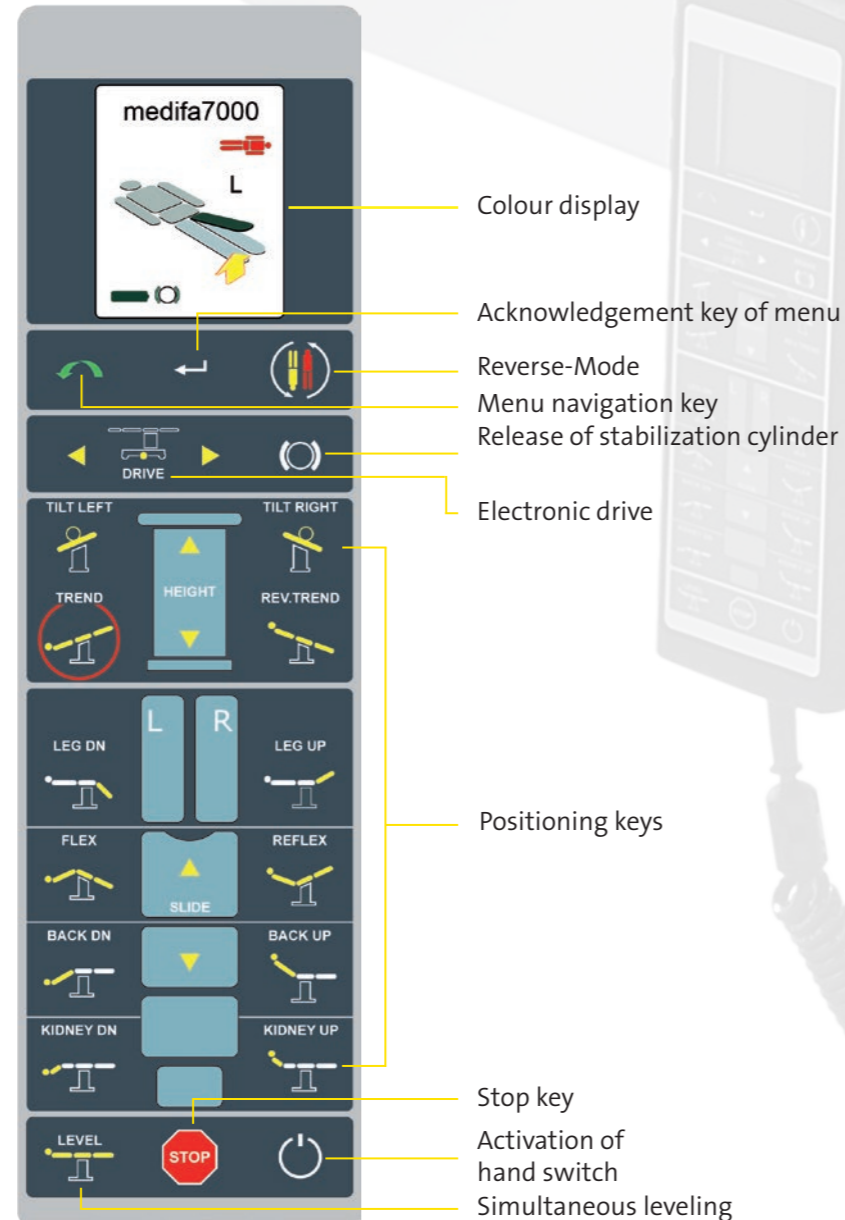 medifa7000
L
Colour display
Acknowledgement key of menu
Reverse-Mode
Menu navigation key
Release of stabilization cylinder
DRIVE
Electronic drive
TILT LEFT
TILT RIGHT
HEIGHT
TREND
REV.TREND
L R
LEG DN
LEG UP
Positioning keys
FLEX
REFLEX
SLIDE
BACK DN
BACK UP
KIDNEY DN
KIDNEY UP
Stop key
LEVEL
STOP
Activation of
hand switch
Simultaneous leveling